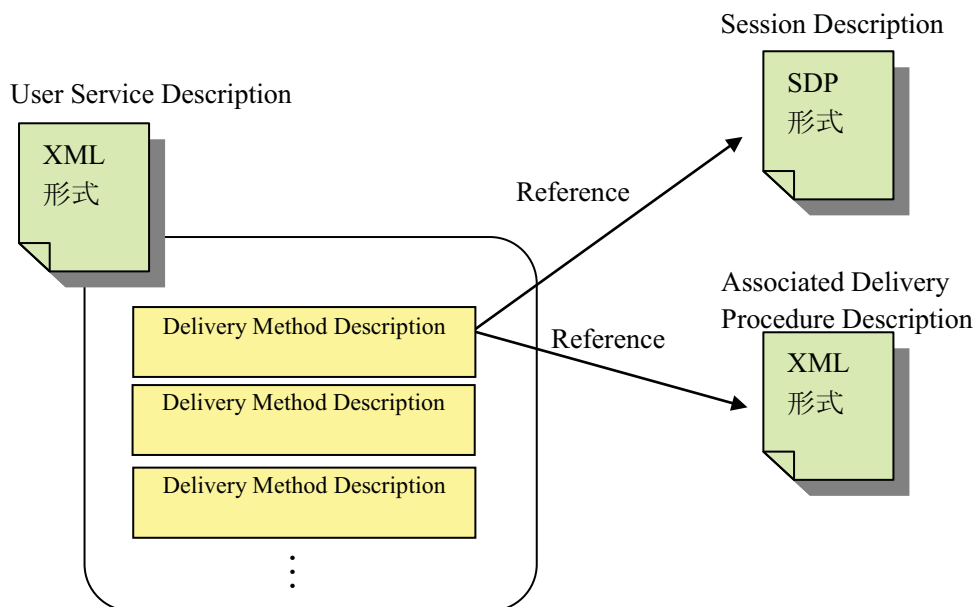 Session Description
SDP
形式
User Service Description
XML
形式
Reference
Associated Delivery
Procedure Description
Delivery Method Description
Reference
XML
形式
Delivery Method Description
Delivery Method Description
⋮